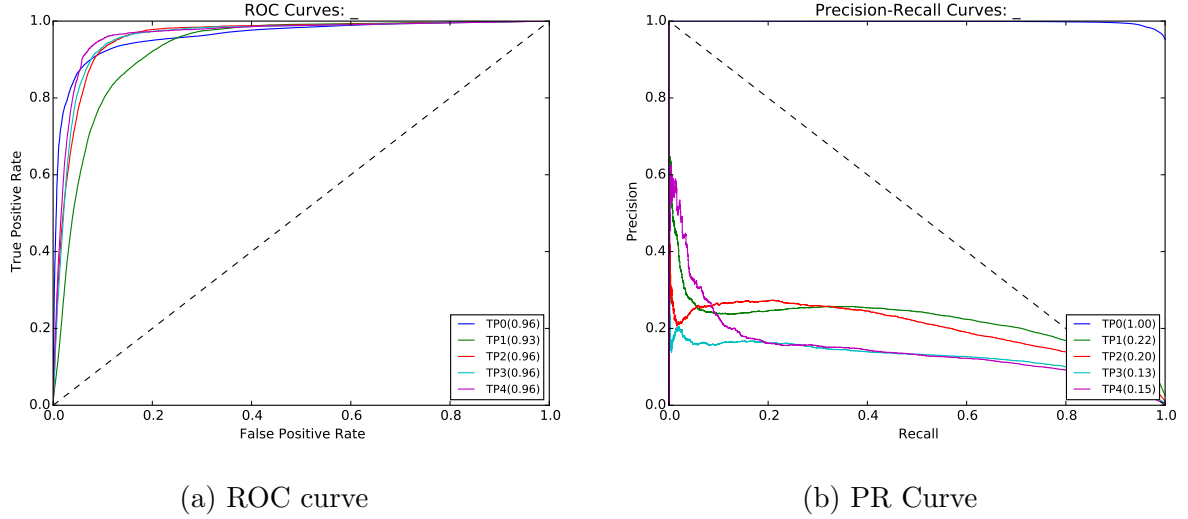 ROC Curves: _
1.0
0.8
0.6
0.4
0.2
0.0
True Positive Rate
0.0 0.2 0.4 0.6 0.8 1.0
False Positive Rate
TP0(0.96)
TP1(0.93)
TP2(0.96)
TP3(0.96)
TP4(0.96)
(a) ROC curve
Precision-Recall Curves: _
1.0
0.8
0.6
0.4
0.2
0.0
Precision
0.0 0.2 0.4 0.6 0.8 1.0
Recall
TP0(1.00)
TP1(0.22)
TP2(0.20)
TP3(0.13)
TP4(0.15)
(b) PR Curve